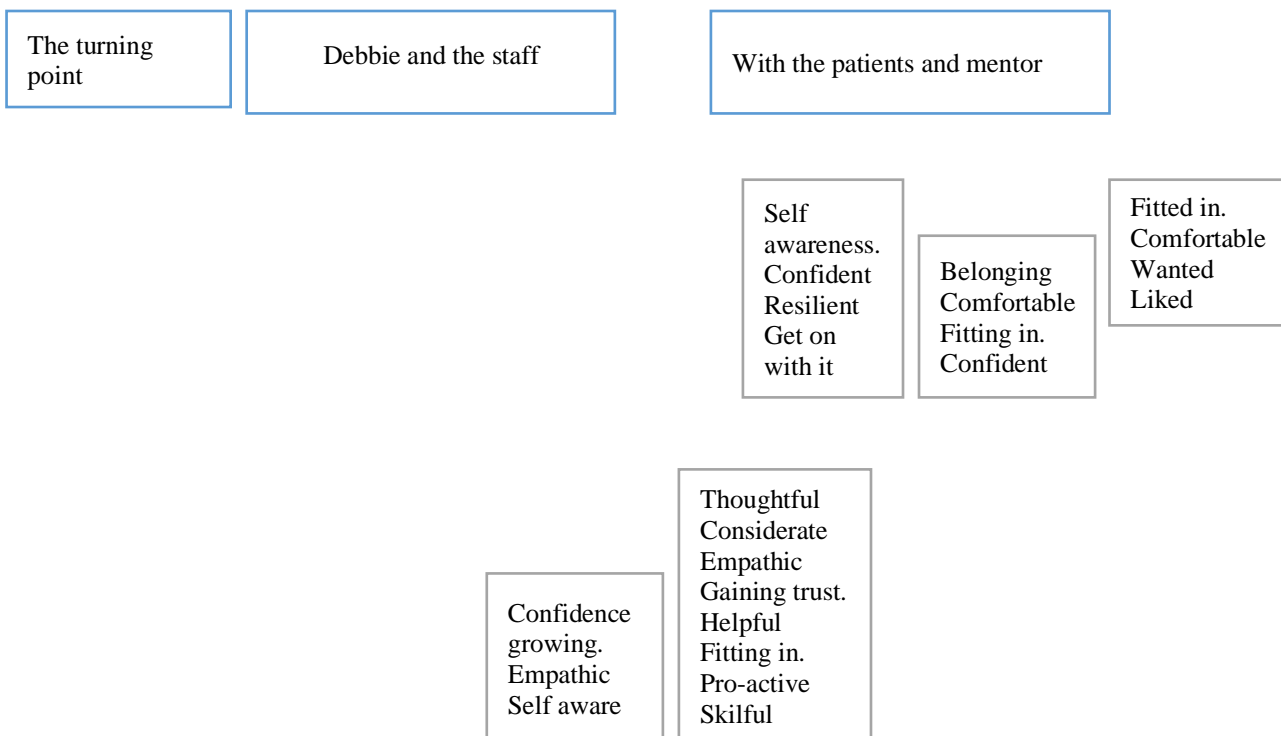 The turning
point
Debbie and the staff
With the patients and mentor
Self
awareness.
Confident
Resilient
Get on
with it
Belonging
Comfortable
Fitting in.
Confident
Fitted in.
Comfortable
Wanted
Liked
Confidence
growing.
Empathic
Self aware
Thoughtful
Considerate
Empathic
Gaining trust.
Helpful
Fitting in.
Pro-active
Skilful